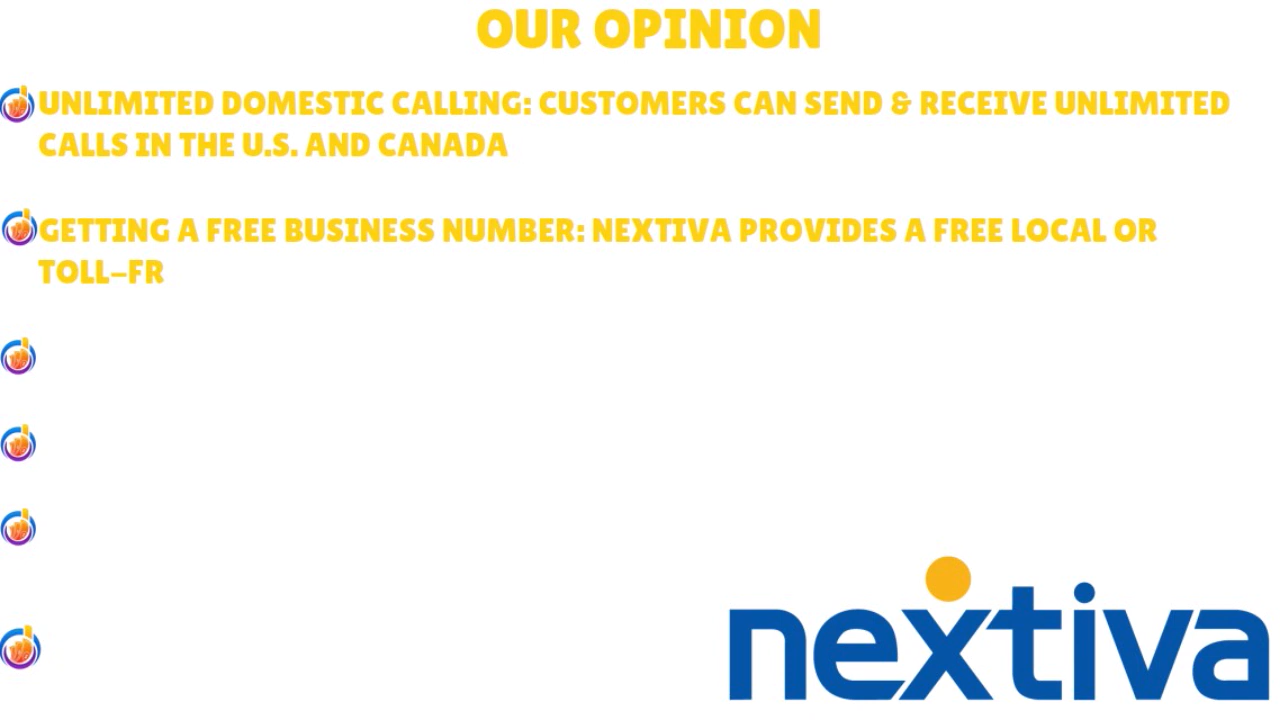 OUR OPINION
UNLIMITED DOMESTIC CALLING: CUSTOMERS CAN SEND & RECEIVE UNLIMITED
CALLS IN THE U.S. AND CANADA
GETTING A FREE BUSINESS NUMBER: NEXTIVA PROVIDES A FREE LOCAL OR
TOLL–FR
nextiva